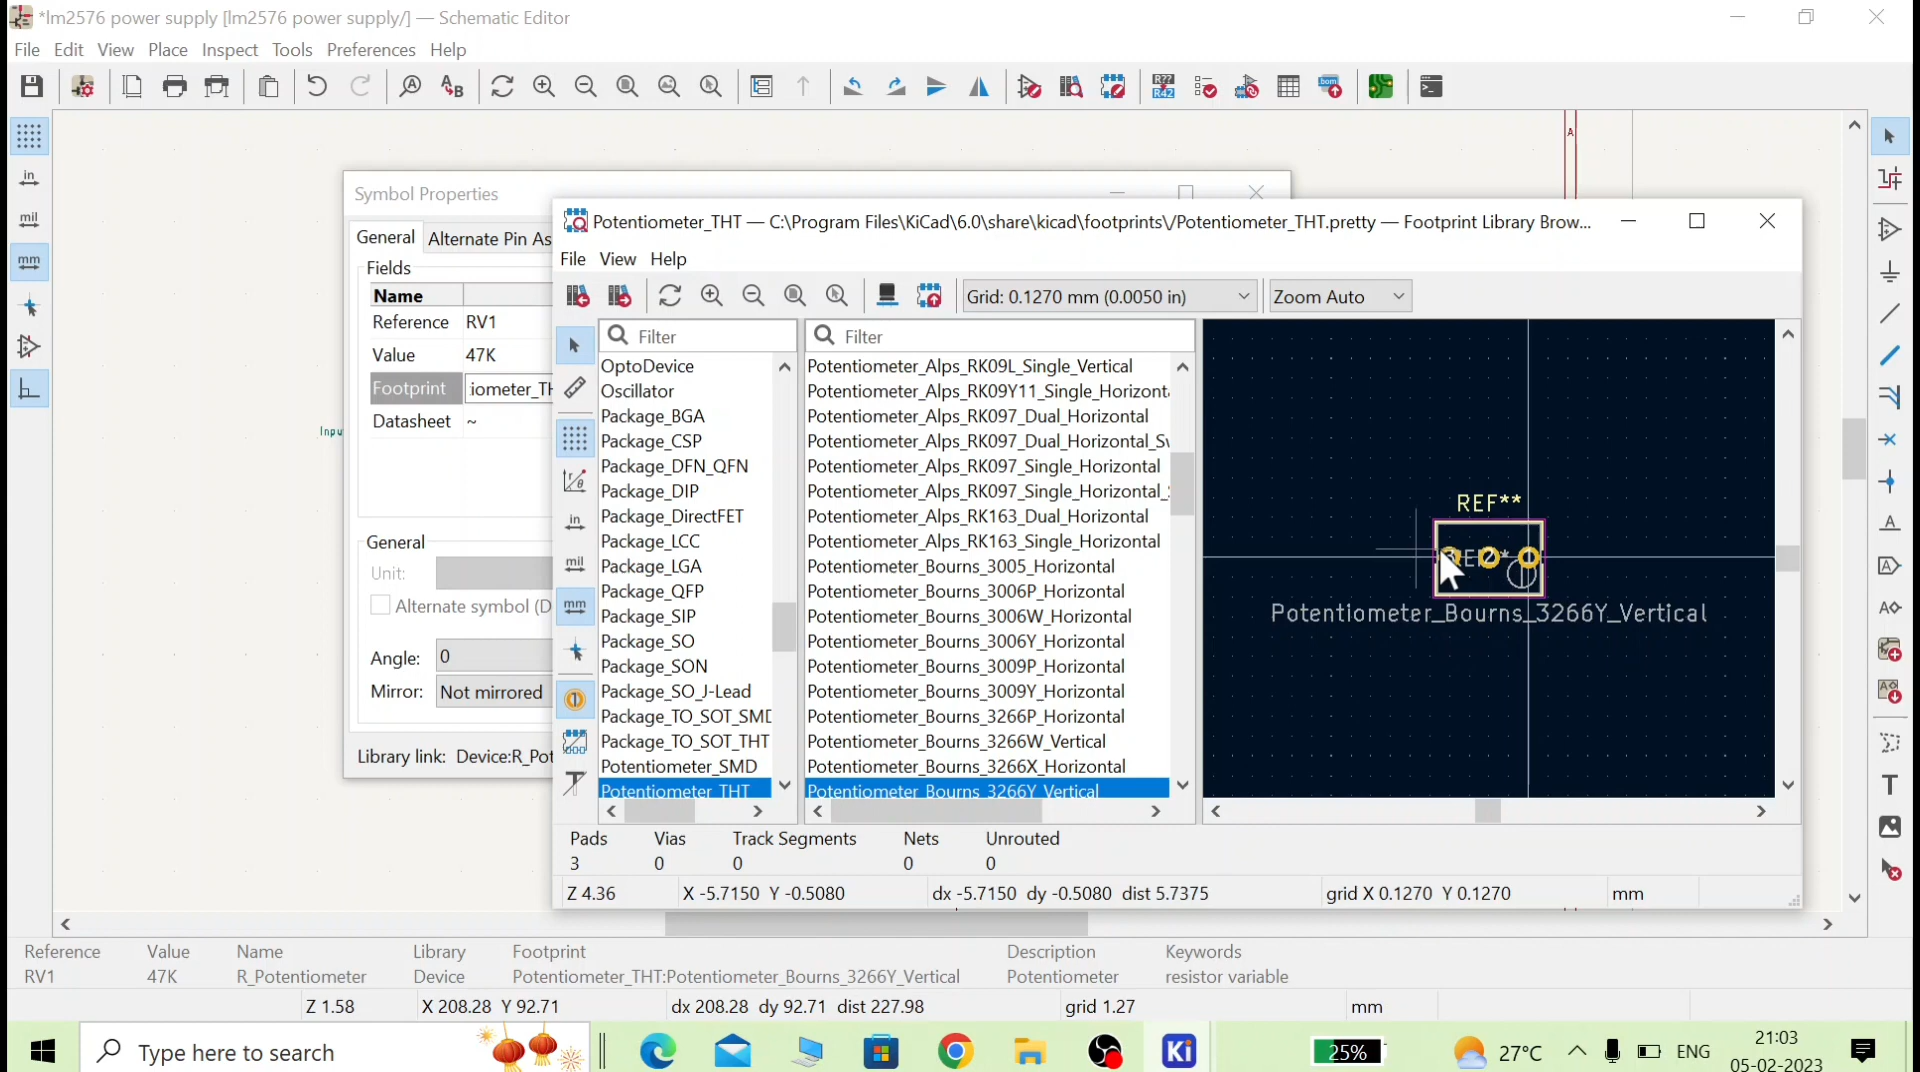 *lm2576 power supply [lm2576 power supply/] — Schematic Editor
File Edit View Place Inspect Tools Preferences Help
Symbol Properties
General Alternate Pin As
Fields
Name
Reference RV1
Value 47K
Footprint
Datasheet ~
General
Unit:
Alternate symbol (D
Angle: 0
Mirror: Not mirrored
Library link: Device:R_Pot
Inpu
A
in
mil
mm
Potentiometer_THT — C:\Program Files\KiCad\6.0\share\kicad\footprints\/Potentiometer_THT.pretty — Footprint Library Brow...
File View Help
Grid: 0.1270 mm (0.0050 in)
Zoom Auto
Filter
OptoDevice
Oscillator
Package_BGA
Package_CSP
Package_DFN_QFN
Package_DIP
Package_DirectFET
Package_LCC
Package_LGA
Package_QFP
Package_SIP
Package_SO
Package_SON
Package_SO_J-Lead
Package_TO_SOT_SMD
Package_TO_SOT_THT
Potentiometer_SMD
Potentiometer_THT
Filter
Potentiometer_Alps_RK09L_Single_Vertical
Potentiometer_Alps_RK09Y11_Single_Horizont
Potentiometer_Alps_RK097_Dual_Horizontal
Potentiometer_Alps_RK097_Dual_Horizontal_Sw
Potentiometer_Alps_RK097_Single_Horizontal
Potentiometer_Alps_RK097_Single_Horizontal_
Potentiometer_Alps_RK163_Dual_Horizontal
Potentiometer_Alps_RK163_Single_Horizontal
Potentiometer_Bourns_3005_Horizontal
Potentiometer_Bourns_3006P_Horizontal
Potentiometer_Bourns_3006W_Horizontal
Potentiometer_Bourns_3006Y_Horizontal
Potentiometer_Bourns_3009P_Horizontal
Potentiometer_Bourns_3009Y_Horizontal
Potentiometer_Bourns_3266P_Horizontal
Potentiometer_Bourns_3266W_Vertical
Potentiometer_Bourns_3266X_Horizontal
Potentiometer_Bourns_3266Y_Vertical
in
mil
mm
REF**
Potentiometer_Bourns_3266Y_Vertical
Pads Vias Track Segments Nets Unrouted
3 0 0 0 0
Z 4.36 X -5.7150 Y -0.5080 dx -5.7150 dy -0.5080 dist 5.7375 grid X 0.1270 Y 0.1270 mm
Reference Value Name Library Footprint Description Keywords
RV1 47K R_Potentiometer Device Potentiometer_THT:Potentiometer_Bourns_3266Y_Vertical Potentiometer resistor variable
Z 1.58 X 208.28 Y 92.71 dx 208.28 dy 92.71 dist 227.98 grid 1.27 mm
Type here to search
Ki
25%
27°C
ENG
21:03
05-02-2023